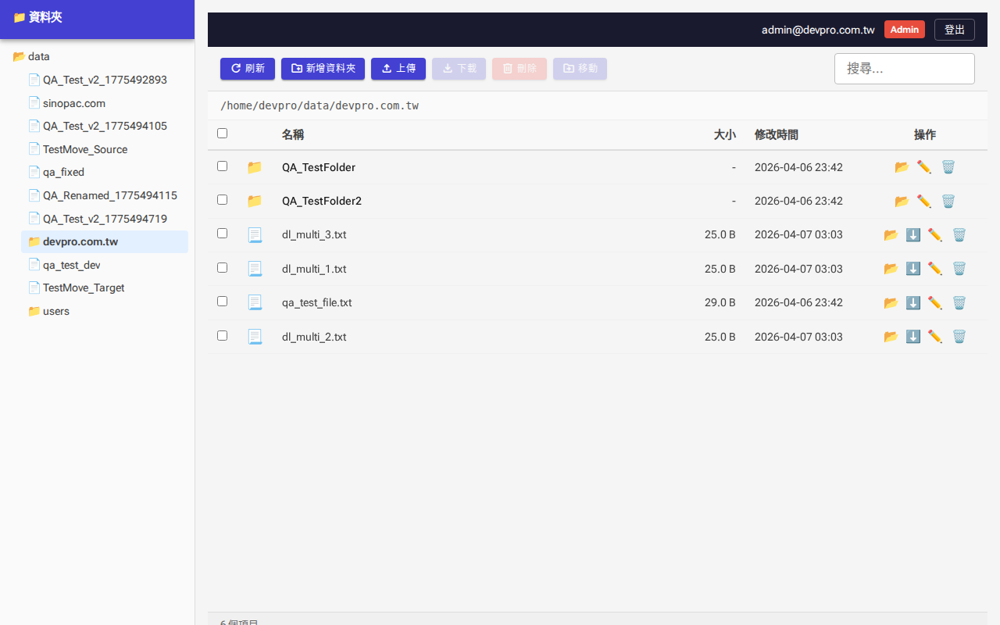 資料夾
data
QA_Test_v2_1775492893
sinopac.com
QA_Test_v2_1775494105
TestMove_Source
qa_fixed
QA_Renamed_1775494115
QA_Test_v2_1775494719
devpro.com.tw
qa_test_dev
TestMove_Target
users
admin@devpro.com.tw Admin 登出
刷新 新增資料夾 上傳 下載 刪除 移動 搜尋...
/home/devpro/data/devpro.com.tw
名稱 大小 修改時間 操作
QA_TestFolder - 2026-04-06 23:42
QA_TestFolder2 - 2026-04-06 23:42
dl_multi_3.txt 25.0 B 2026-04-07 03:03
dl_multi_1.txt 25.0 B 2026-04-07 03:03
qa_test_file.txt 29.0 B 2026-04-06 23:42
dl_multi_2.txt 25.0 B 2026-04-07 03:03
6 個項目